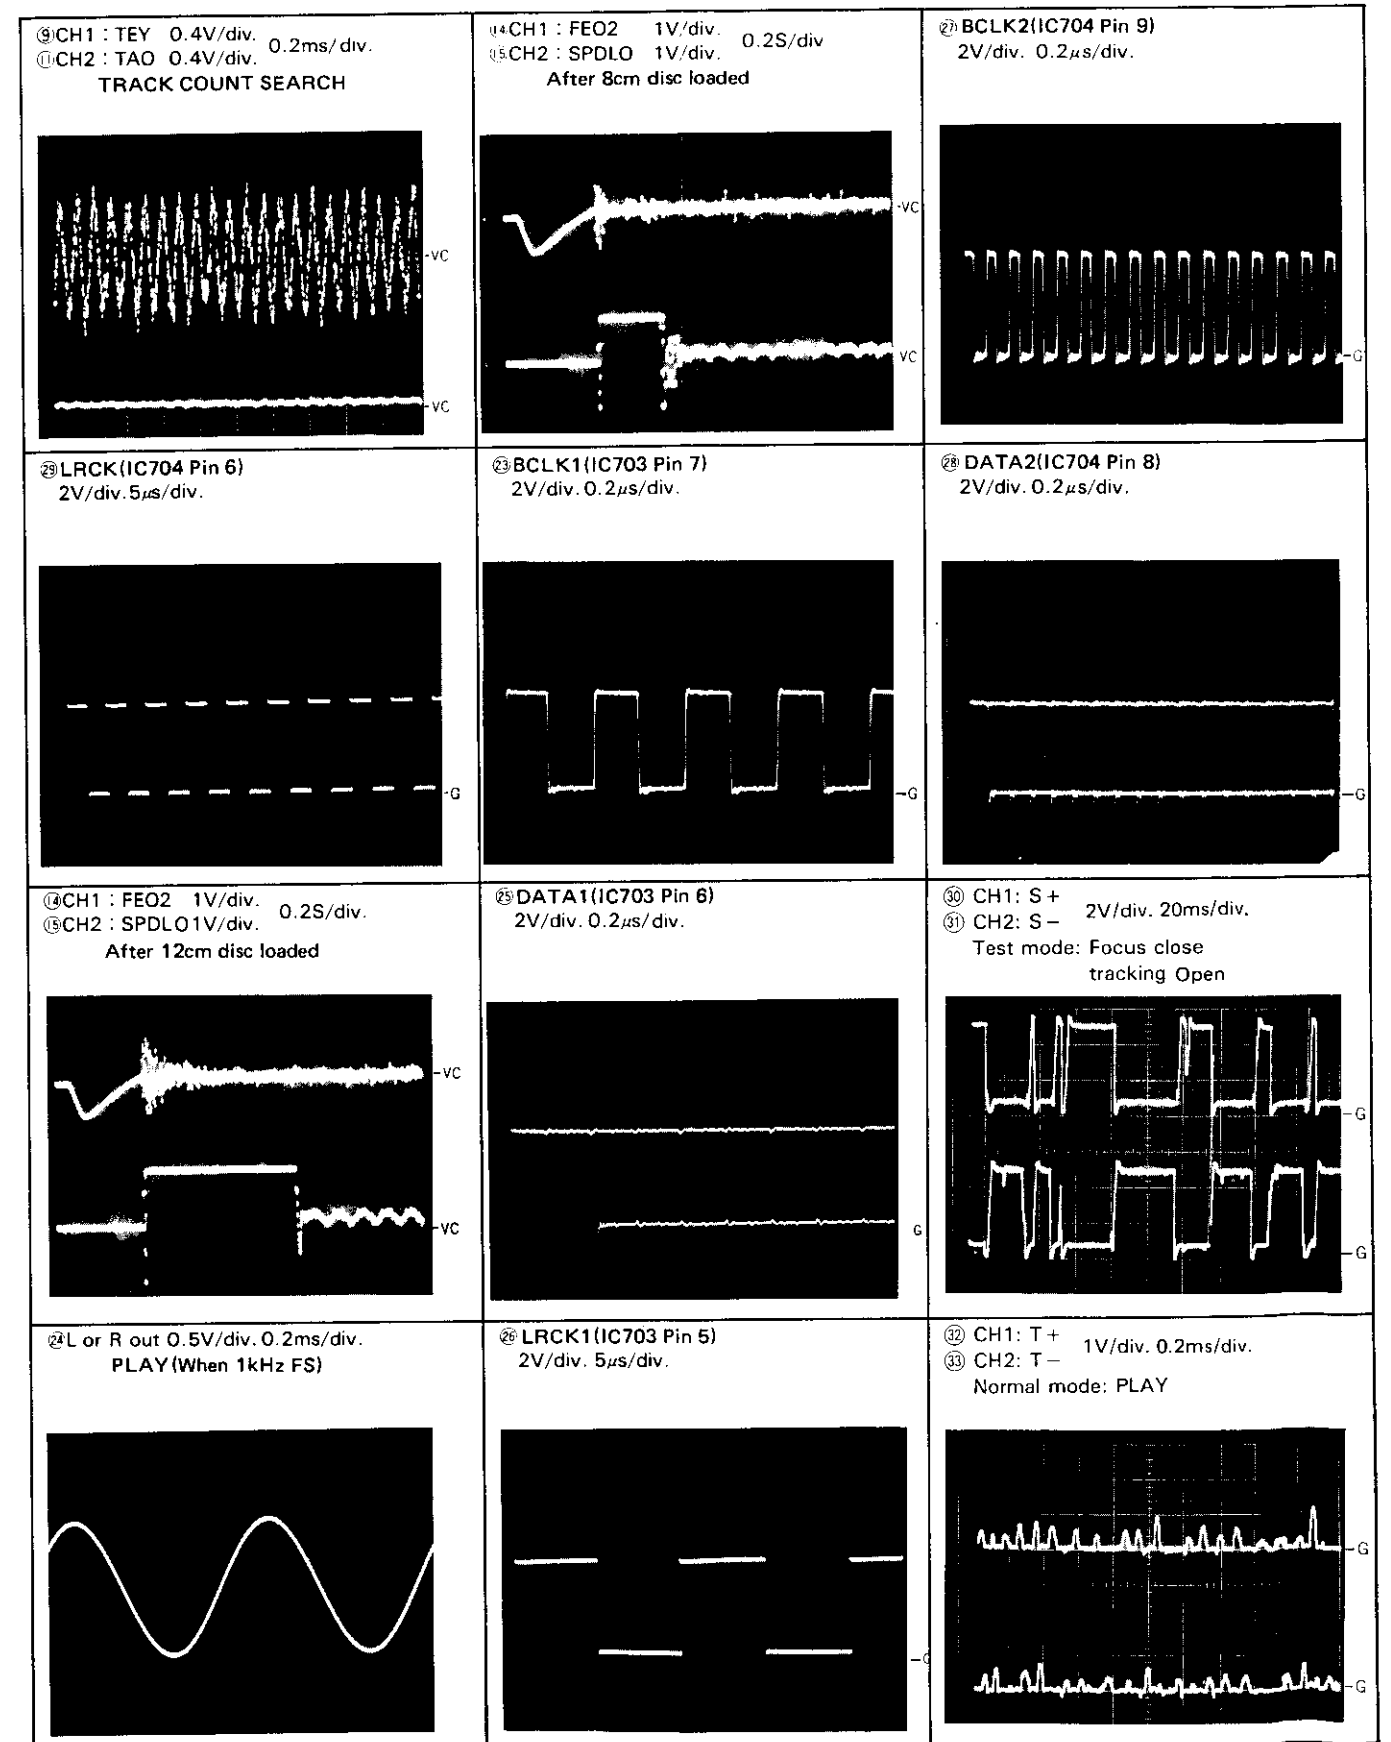 ⑨CH1 : TEY 0.4V/div. 0.2ms/div.
⑪CH2 : TAO 0.4V/div.
TRACK COUNT SEARCH
-VC
-VC
⑭CH1 : FEO2 1V/div. 0.2S/div
⑮CH2 : SPDLO 1V/div.
After 8cm disc loaded
-VC
VC
㉗BCLK2(IC704 Pin 9)
2V/div. 0.2μs/div.
-G
㉙LRCK(IC704 Pin 6)
2V/div.5μs/div.
-G
㉓BCLK1(IC703 Pin 7)
2V/div. 0.2μs/div.
-G
㉘DATA2(IC704 Pin 8)
2V/div. 0.2μs/div.
-G
⑭CH1 : FEO2 1V/div. 0.2S/div.
⑮CH2 : SPDLO1V/div.
After 12cm disc loaded
-VC
-VC
㉕DATA1(IC703 Pin 6)
2V/div. 0.2μs/div.
G
㉚ CH1: S+ 2V/div. 20ms/div.
㉛ CH2: S−
Test mode: Focus close
tracking Open
-G
-G
㉔L or R out 0.5V/div. 0.2ms/div.
PLAY(When 1kHz FS)
㉖LRCK1(IC703 Pin 5)
2V/div. 5μs/div.
-G
㉜ CH1: T+ 1V/div. 0.2ms/div.
㉝ CH2: T−
Normal mode: PLAY
-G
-G